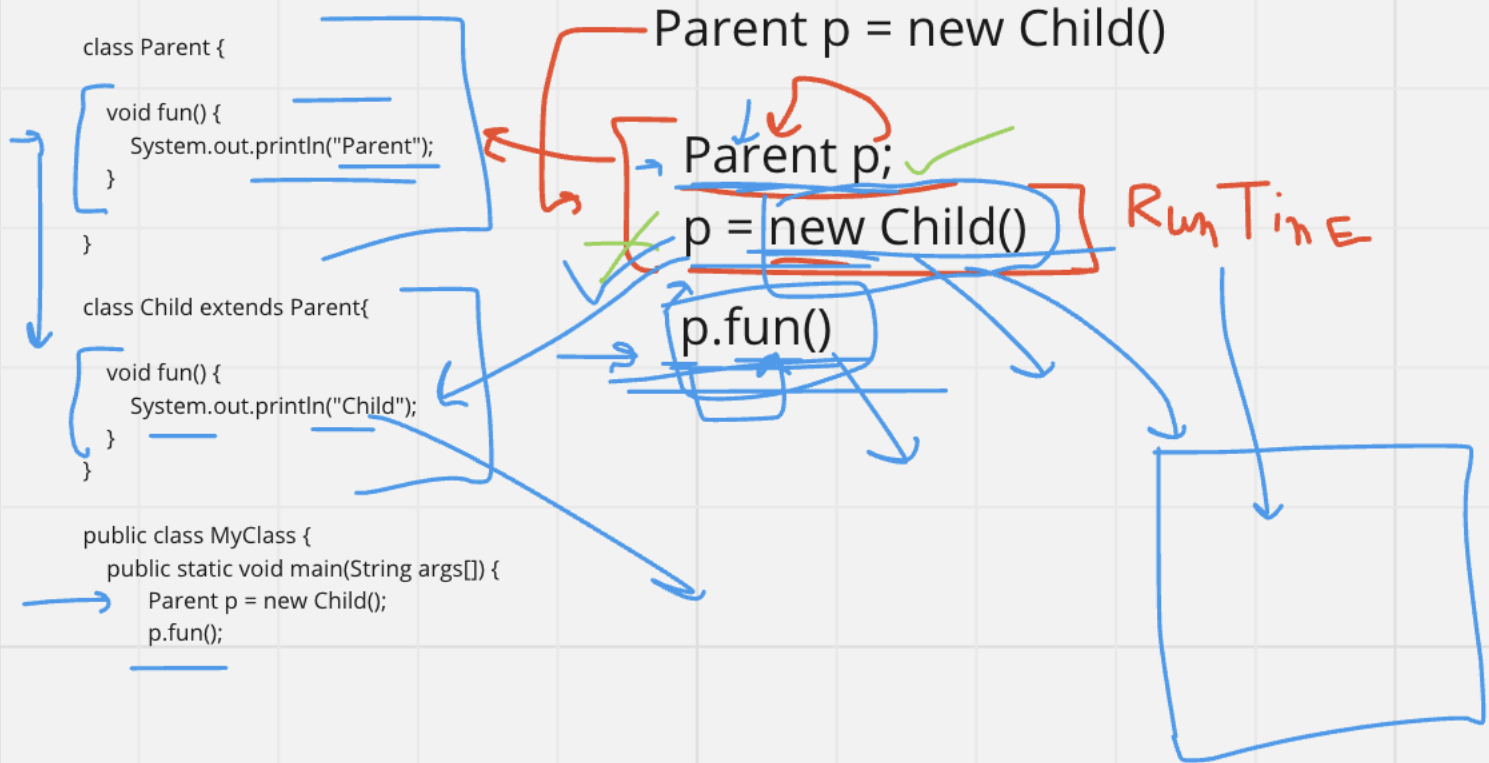 class Parent {
void fun() {
System.out.println("Parent");
}
}
class Child extends Parent{
void fun() {
System.out.println("Child");
}
}
public class MyClass {
public static void main(String args[]) {
Parent p = new Child();
p.fun();
Parent p = new Child()
Parent p;
p = new Child()
p.fun()
RunTinE